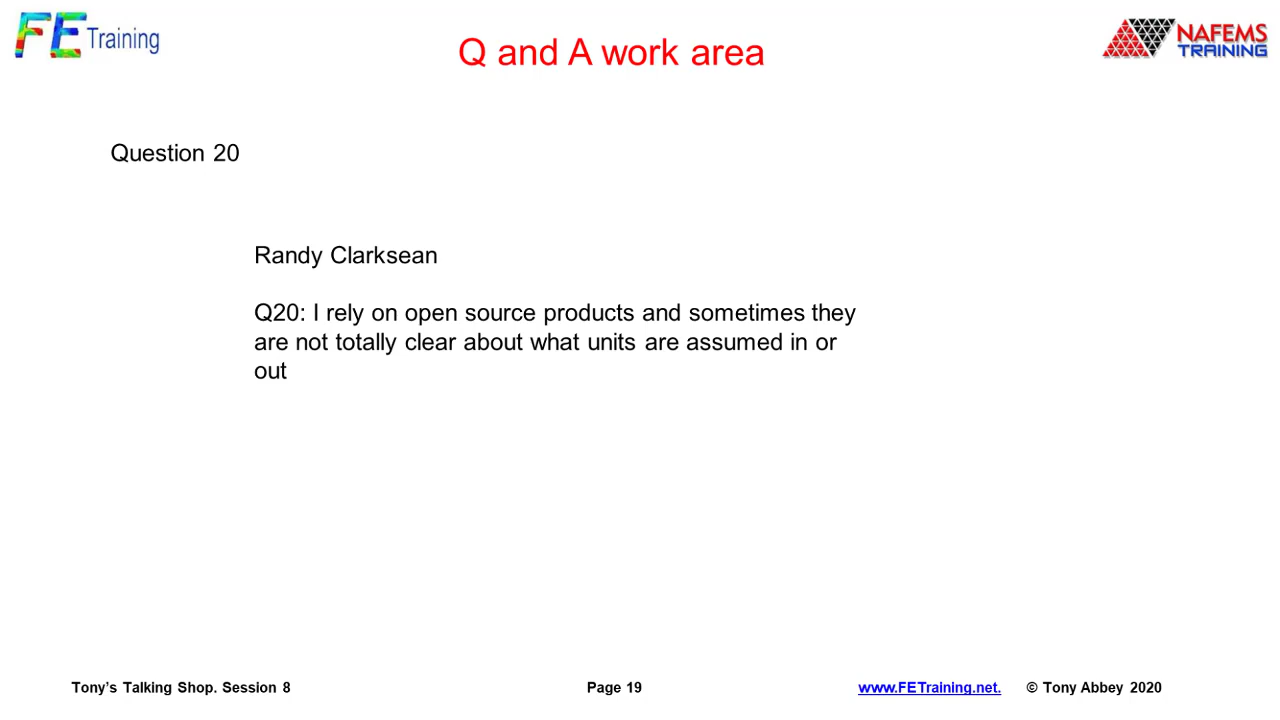 FE Training
Q and A work area
NAFEMS
TRAINING
Question 20
Randy Clarksean
Q20: I rely on open source products and sometimes they
are not totally clear about what units are assumed in or
out
Tony’s Talking Shop. Session 8
Page 19
www.FETraining.net.
© Tony Abbey 2020